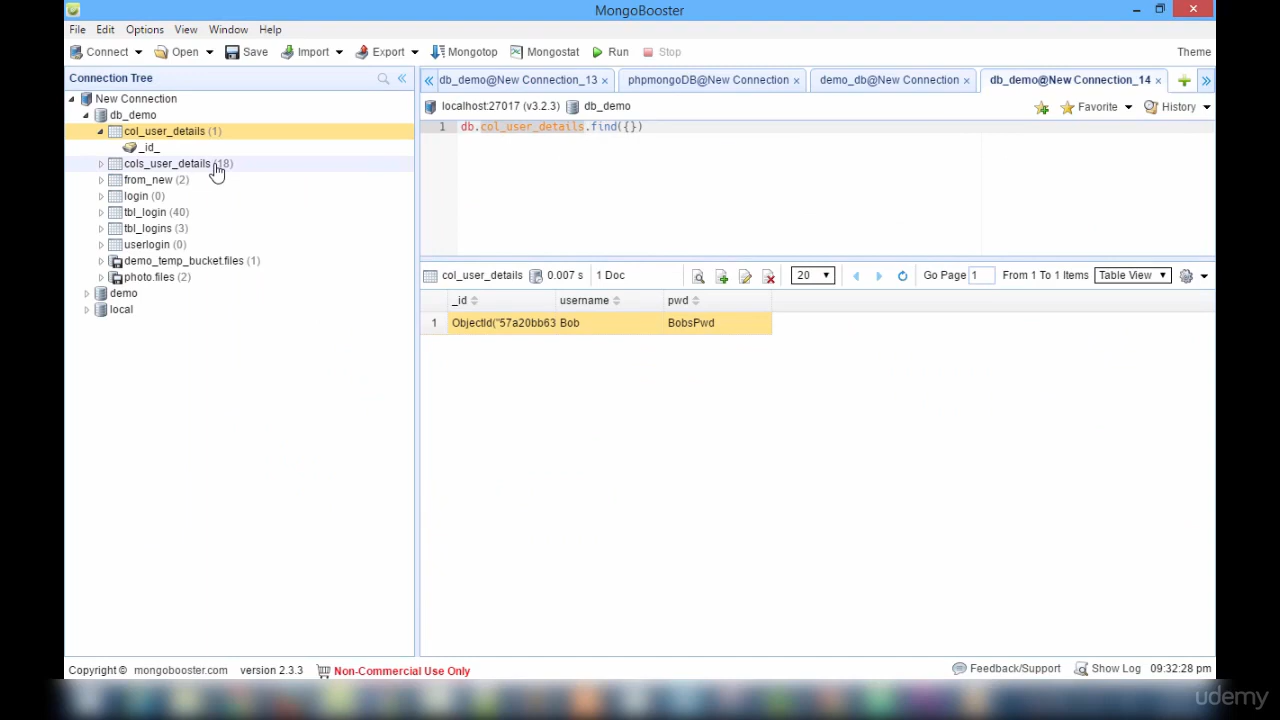 MongoBooster
File Edit Options View Window Help
Connect Open Save Import Export Mongotop Mongostat Run Stop Theme
Connection Tree
db_demo@New Connection_13 × phpmongoDB@New Connection × demo_db@New Connection × db_demo@New Connection_14 ×
New Connection
localhost:27017 (v3.2.3) db_demo Favorite History
db_demo
col_user_details (1)
1 db.col_user_details.find({})
_id_
cols_user_details (18)
from_new (2)
login (0)
tbl_login (40)
tbl_logins (3)
userlogin (0)
demo_temp_bucket.files (1)
photo.files (2)
demo
local
col_user_details 0.007 s 1 Doc 20 Go Page 1 From 1 To 1 Items Table View
_id username pwd
1 ObjectId("57a20bb63 Bob BobsPwd
Copyright © mongobooster.com version 2.3.3 Non-Commercial Use Only Feedback/Support Show Log 09:32:28 pm
udemy